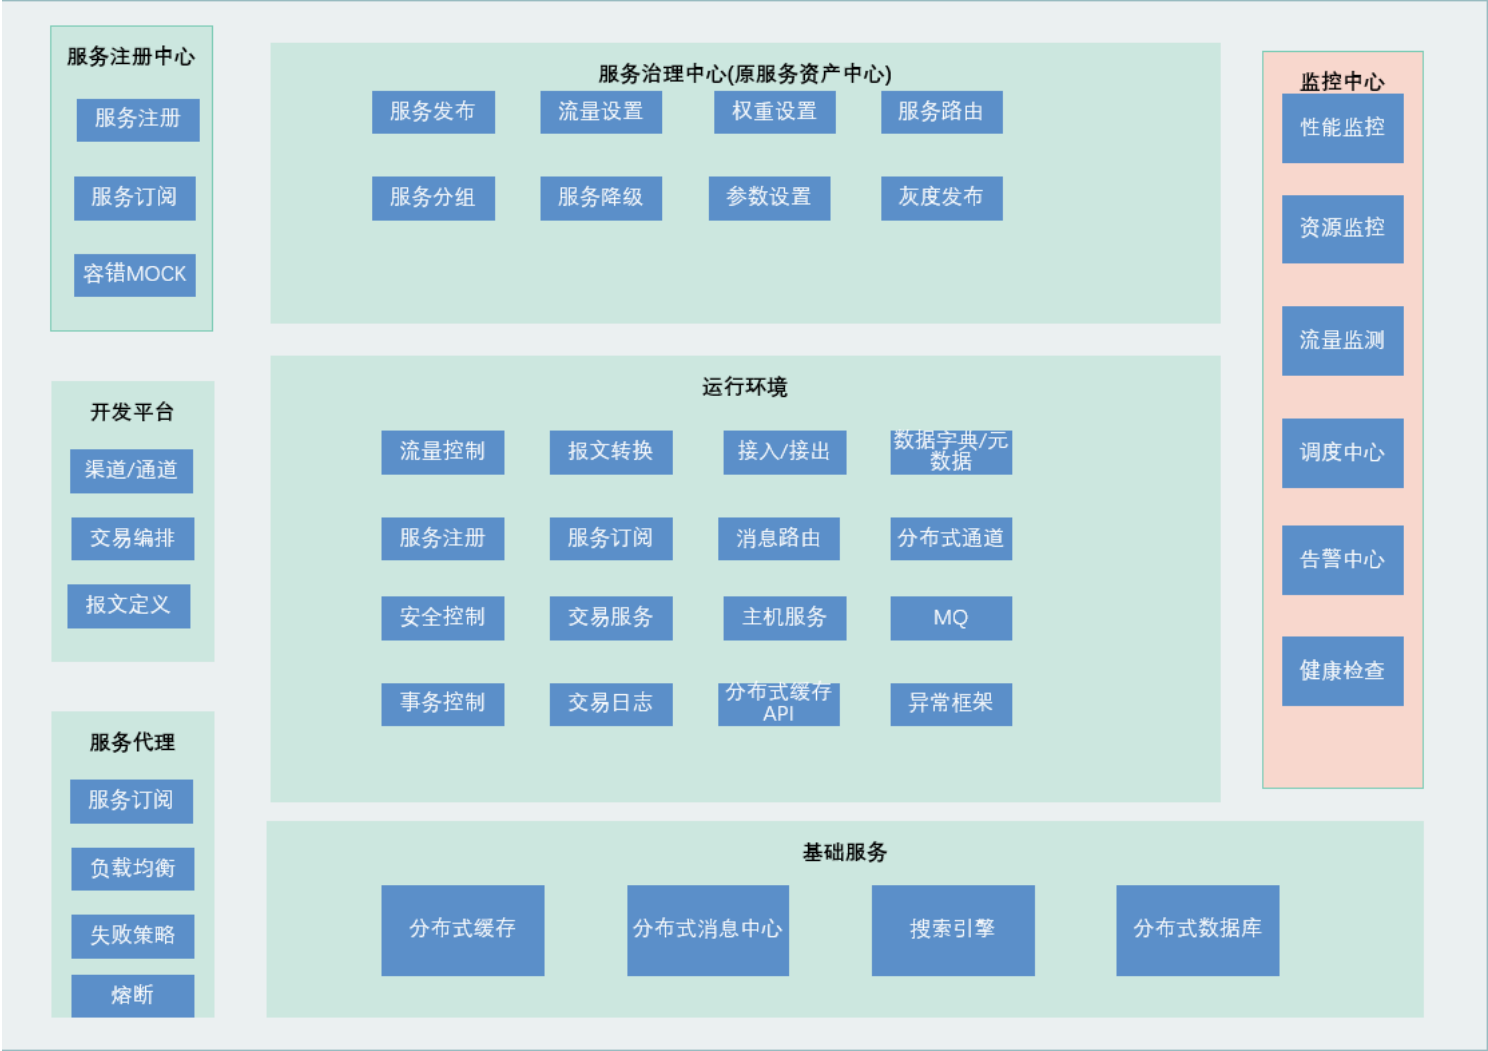 服务注册中心
服务注册
服务订阅
容错MOCK
开发平台
渠道/通道
交易编排
报文定义
服务代理
服务订阅
负载均衡
失败策略
熔断
服务治理中心(原服务资产中心)
服务发布
流量设置
权重设置
服务路由
服务分组
服务降级
参数设置
灰度发布
运行环境
流量控制
报文转换
接入/接出
数据字典/元
数据
服务注册
服务订阅
消息路由
分布式通道
安全控制
交易服务
主机服务
MQ
事务控制
交易日志
分布式缓存
API
异常框架
基础服务
分布式缓存
分布式消息中心
搜索引擎
分布式数据库
监控中心
性能监控
资源监控
流量监测
调度中心
告警中心
健康检查